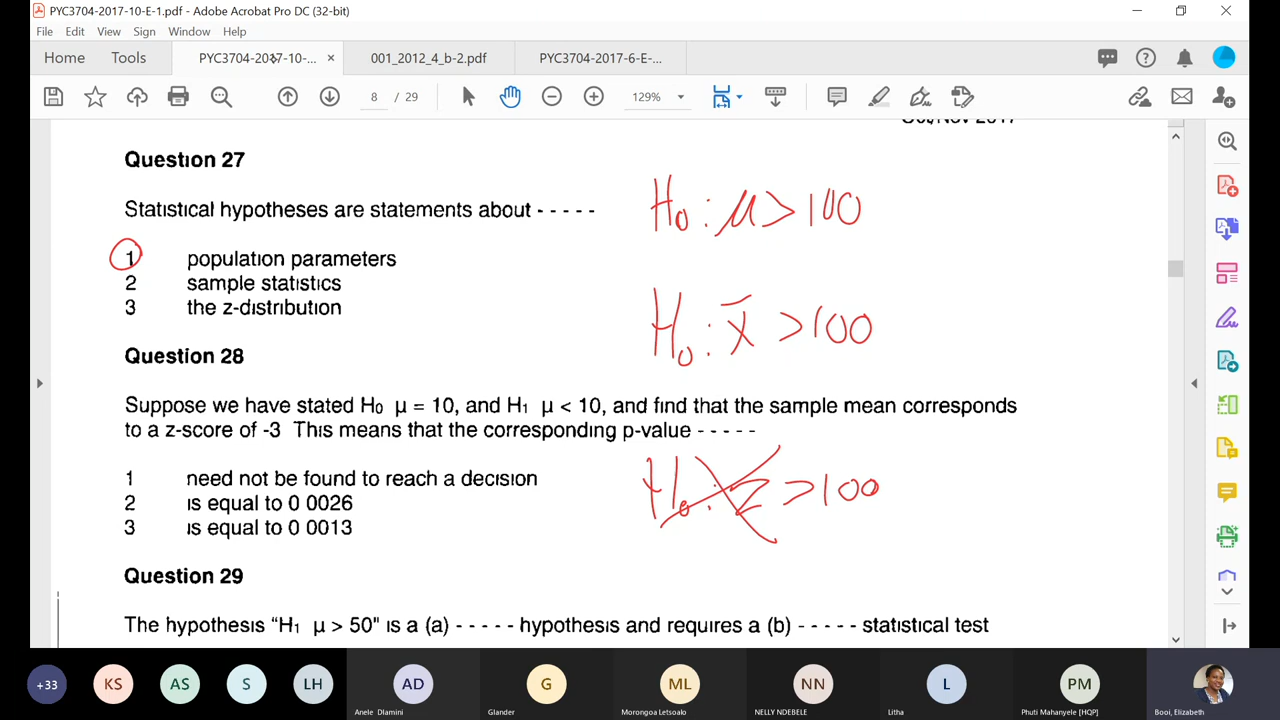 PYC3704-2017-10-E-1.pdf - Adobe Acrobat Pro DC (32-bit)
File Edit View Sign Window Help
Home Tools PYC3704-2017-10-... × 001_2012_4_b-2.pdf PYC3704-2017-6-E-...
8 / 29 129%
Oct/Nov 2017
Question 27
Statistical hypotheses are statements about - - - - -
1 population parameters
2 sample statistics
3 the z-distribution
H₀ : μ > 100
H₀ : x̄ > 100
Question 28
Suppose we have stated H₀ μ = 10, and H₁ μ < 10, and find that the sample mean corresponds
to a z-score of -3 This means that the corresponding p-value - - - - -
1 need not be found to reach a decision
2 is equal to 0 0026
3 is equal to 0 0013
H₀ : z > 100
Question 29
The hypothesis "H₁ μ > 50" is a (a) - - - - - hypothesis and requires a (b) - - - - - statistical test
+33 KS AS S LH AD G ML NN L PM
Anele Dlamini Glander Morongoa Letsoalo NELLY NDEBELE Litha Phuti Mahanyele [HQP] Booi, Elizabeth